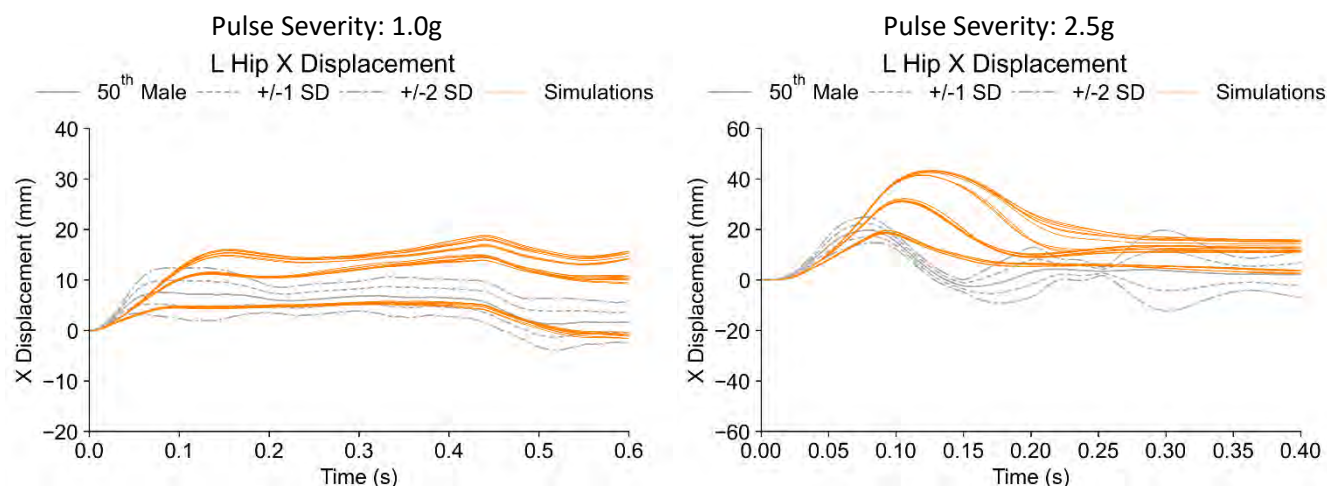 Pulse Severity: 1.0g
L Hip X Displacement
50th Male +/-1 SD +/-2 SD Simulations
40
30
20
10
0
−10
−20
X Displacement (mm)
0.0 0.1 0.2 0.3 0.4 0.5 0.6
Time (s)
Pulse Severity: 2.5g
L Hip X Displacement
50th Male +/-1 SD +/-2 SD Simulations
60
40
20
0
−20
−40
−60
X Displacement (mm)
0.00 0.05 0.10 0.15 0.20 0.25 0.30 0.35 0.40
Time (s)